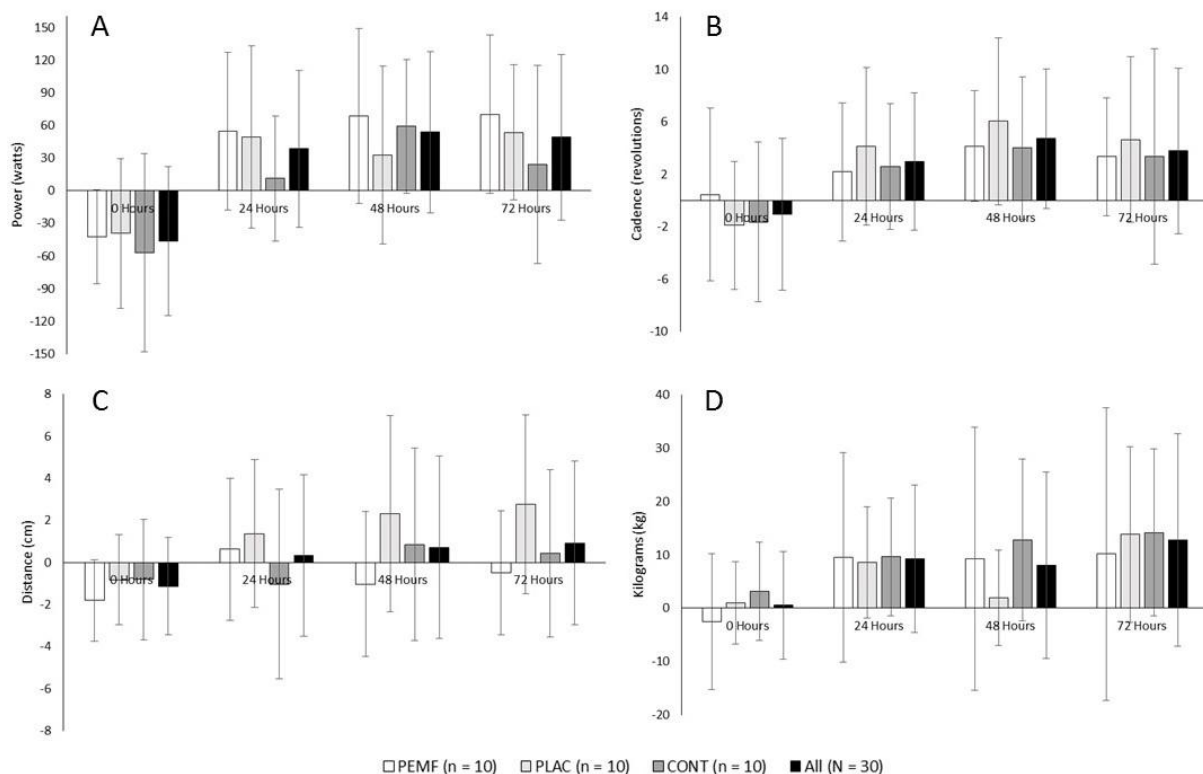 A
Power (watts)
150
120
90
60
30
0
-30
-60
-90
-120
-150
0 Hours
24 Hours
48 Hours
72 Hours
B
Cadence (revolutions)
14
10
6
2
-2
-6
-10
0 Hours
24 Hours
48 Hours
72 Hours
C
Distance (cm)
8
6
4
2
0
-2
-4
-6
-8
0 Hours
24 Hours
48 Hours
72 Hours
D
Kilograms (kg)
40
30
20
10
0
-10
-20
0 Hours
24 Hours
48 Hours
72 Hours
PEMF (n = 10) PLAC (n = 10) CONT (n = 10) All (N = 30)